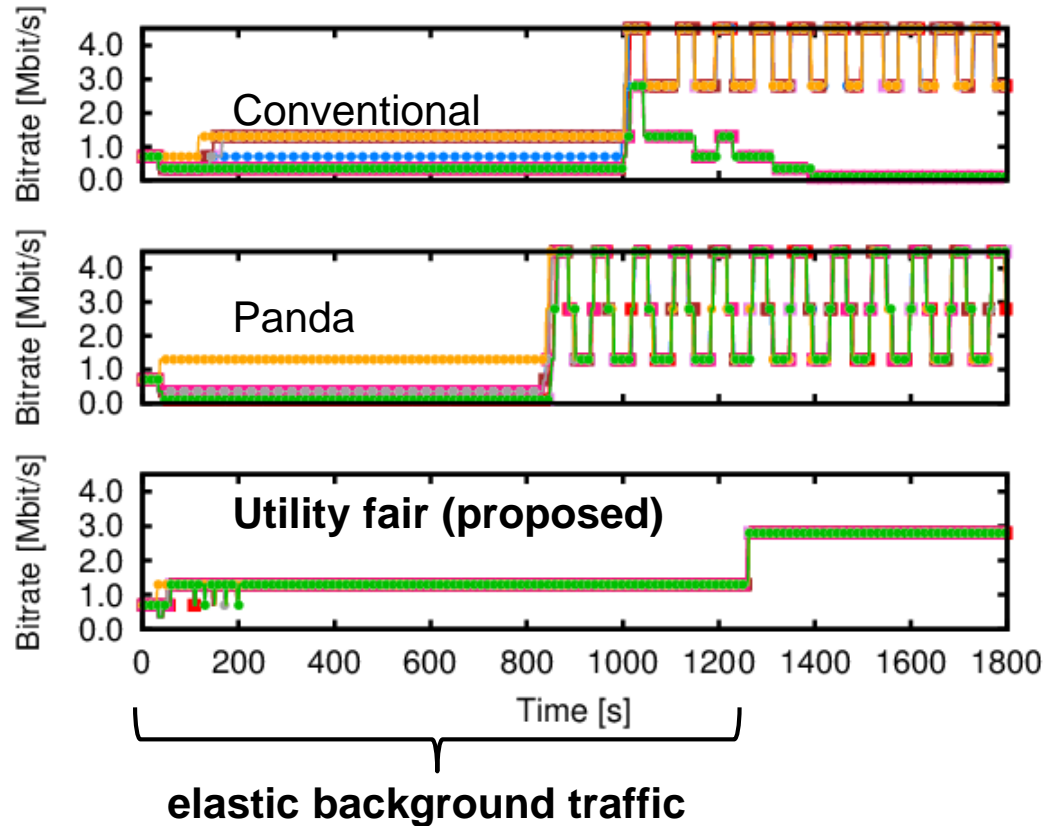 Bitrate [Mbit/s]
4.0
3.0
2.0
1.0
0.0
Conventional
Bitrate [Mbit/s]
4.0
3.0
2.0
1.0
0.0
Panda
Bitrate [Mbit/s]
4.0
3.0
2.0
1.0
0.0
Utility fair (proposed)
0 200 400 600 800 1000 1200 1400 1600 1800
Time [s]
elastic background traffic